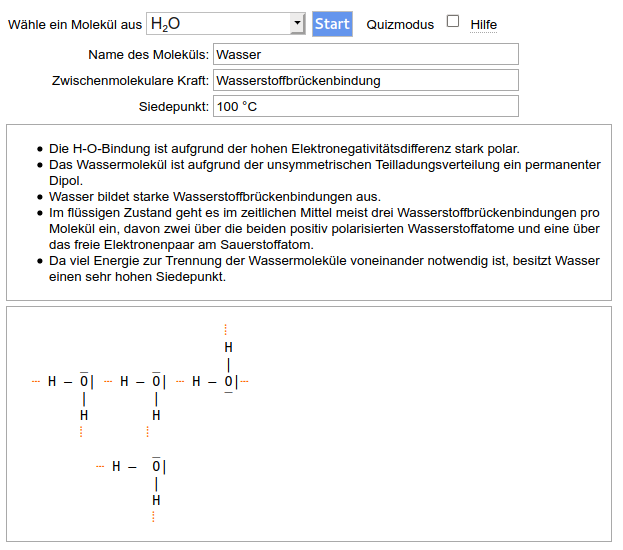 Wähle ein Molekül aus H₂O Start Quizmodus Hilfe
Name des Moleküls: Wasser
Zwischenmolekulare Kraft: Wasserstoffbrückenbindung
Siedepunkt: 100 °C
• Die H-O-Bindung ist aufgrund der hohen Elektronegativitätsdifferenz stark polar.
• Das Wassermolekül ist aufgrund der unsymmetrischen Teilladungsverteilung ein permanenter
Dipol.
• Wasser bildet starke Wasserstoffbrückenbindungen aus.
• Im flüssigen Zustand geht es im zeitlichen Mittel meist drei Wasserstoffbrückenbindungen pro
Molekül ein, davon zwei über die beiden positiv polarisierten Wasserstoffatome und eine über
das freie Elektronenpaar am Sauerstoffatom.
• Da viel Energie zur Trennung der Wassermoleküle voneinander notwendig ist, besitzt Wasser
einen sehr hohen Siedepunkt.
H
H – O| ··· H – O| ··· H – O|
H H
H – O|
H